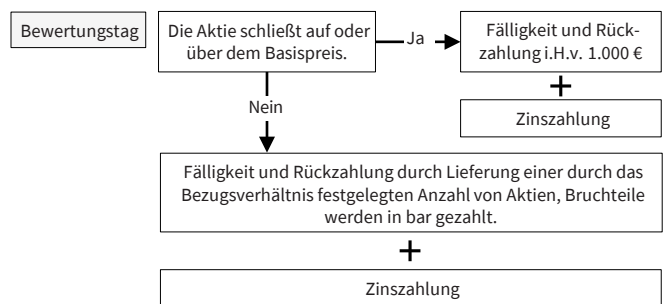 Bewertungstag
Die Aktie schließt auf oder
über dem Basispreis.
Ja
Fälligkeit und Rück-
zahlung i.H.v. 1.000 €
+
Zinszahlung
Nein
Fälligkeit und Rückzahlung durch Lieferung einer durch das
Bezugsverhältnis festgelegten Anzahl von Aktien, Bruchteile
werden in bar gezahlt.
+
Zinszahlung